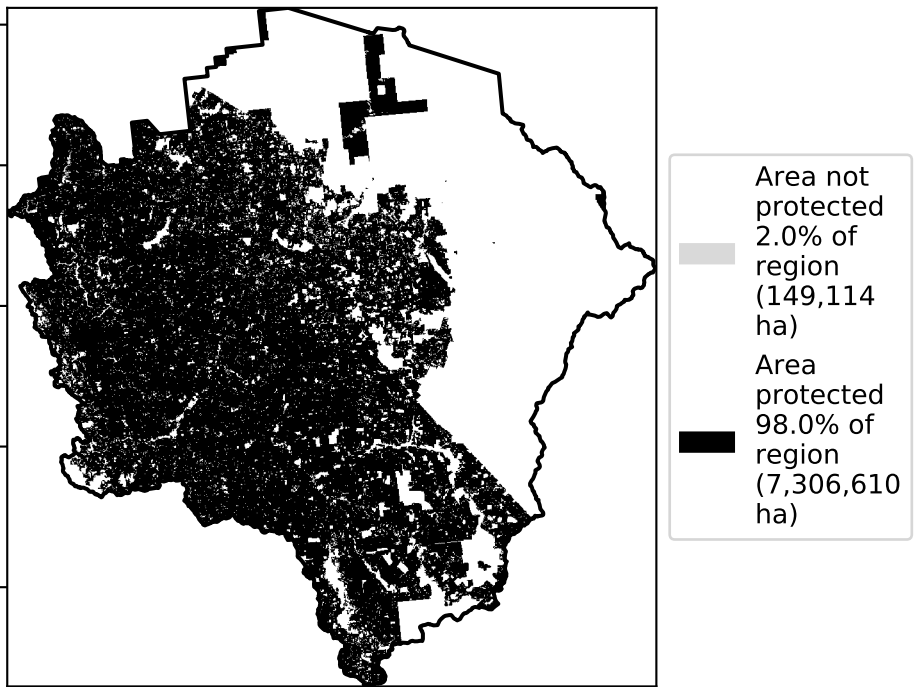 Area not
protected
2.0% of
region
(149,114
ha)
Area
protected
98.0% of
region
(7,306,610
ha)